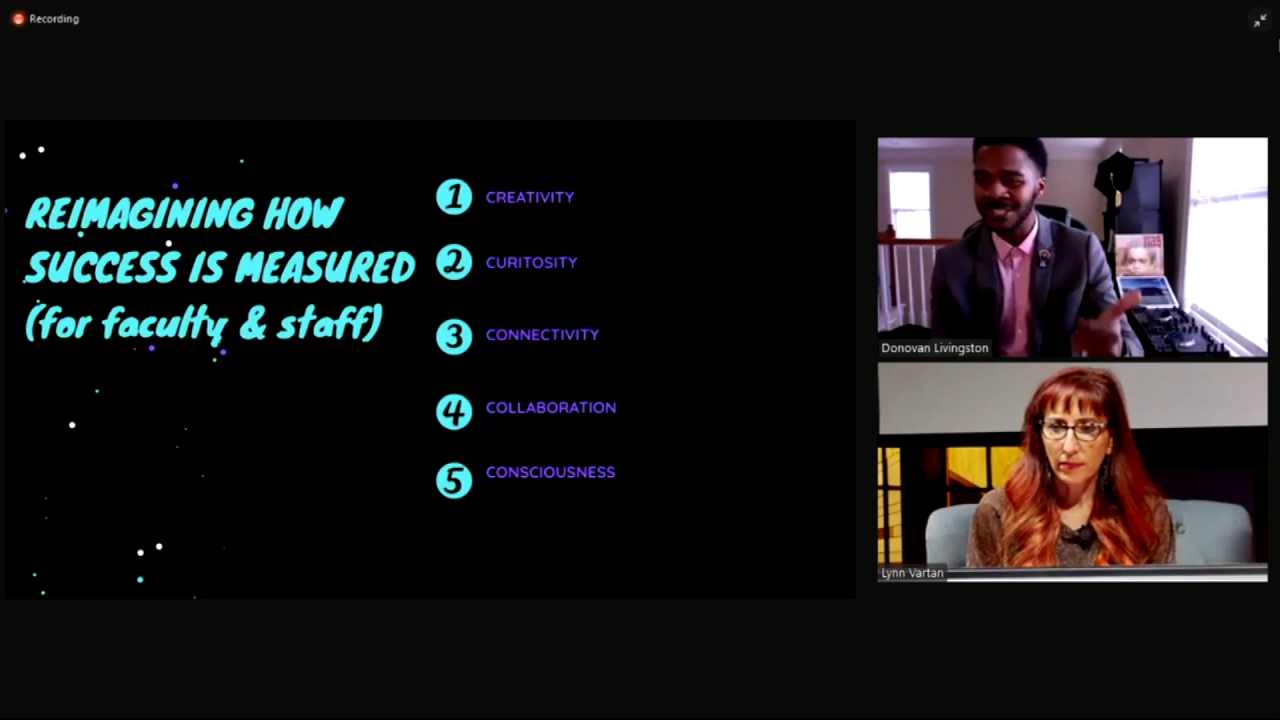 Recording
REIMAGINING HOW
SUCCESS IS MEASURED
(for faculty & staff)
1 CREATIVITY
2 CURITOSITY
3 CONNECTIVITY
4 COLLABORATION
5 CONSCIOUSNESS
Donovan Livingston
Lynn Vartan